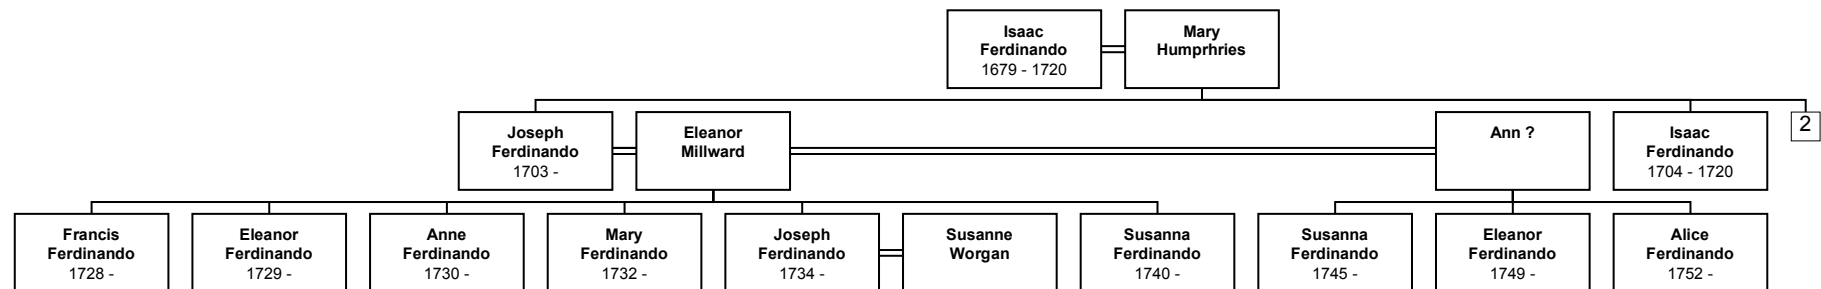 Isaac
Ferdinando
1679 - 1720
Mary
Humprhries
Joseph
Ferdinando
1703 -
Eleanor
Millward
Ann ?
Isaac
Ferdinando
1704 - 1720
2
Francis
Ferdinando
1728 -
Eleanor
Ferdinando
1729 -
Anne
Ferdinando
1730 -
Mary
Ferdinando
1732 -
Joseph
Ferdinando
1734 -
Susanne
Worgan
Susanna
Ferdinando
1740 -
Susanna
Ferdinando
1745 -
Eleanor
Ferdinando
1749 -
Alice
Ferdinando
1752 -